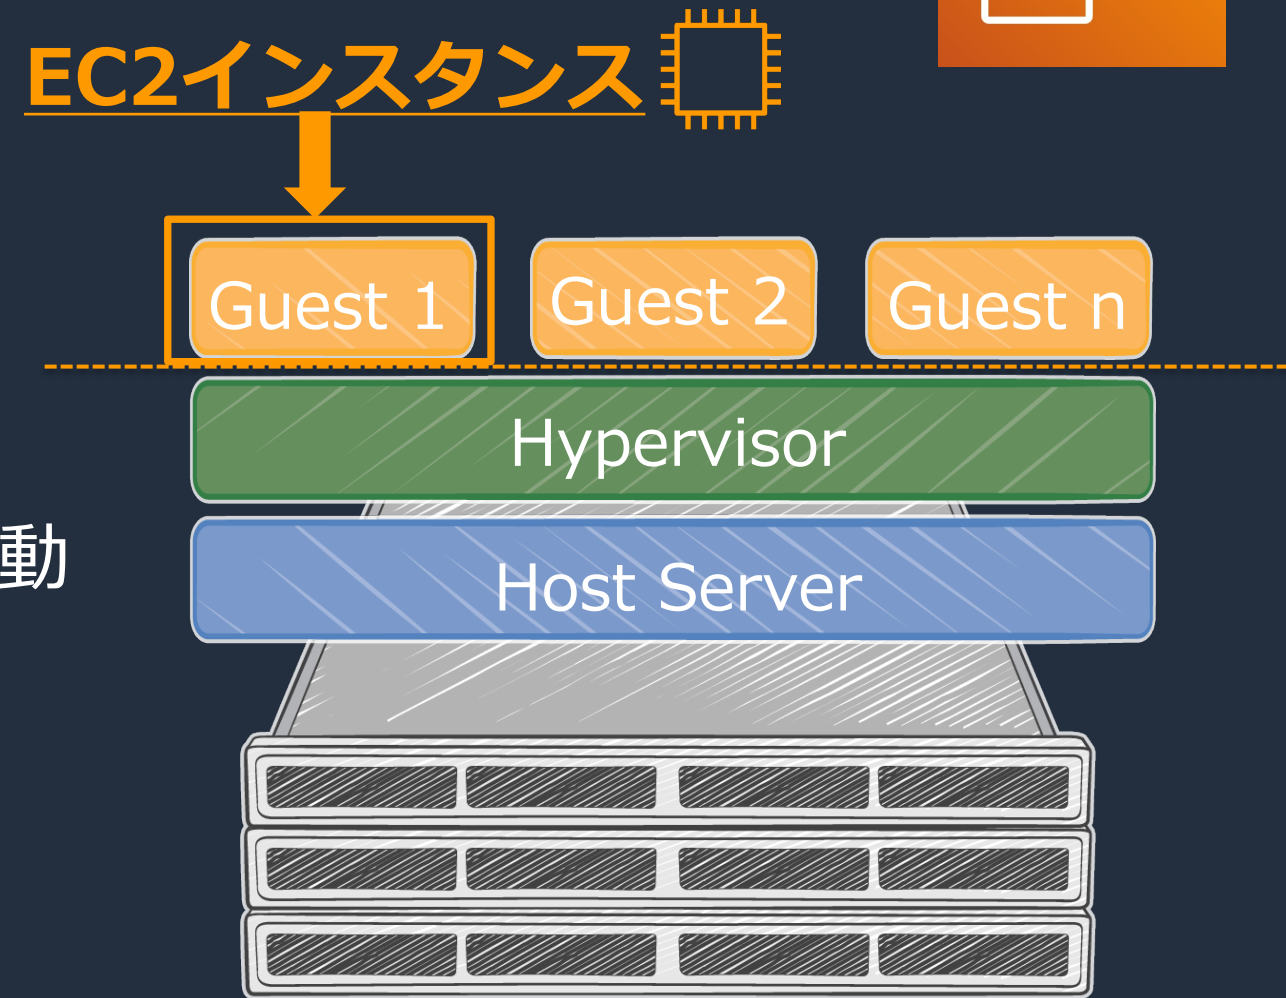 EC2インスタンス
Guest 1
Guest 2
Guest n
Hypervisor
動
Host Server